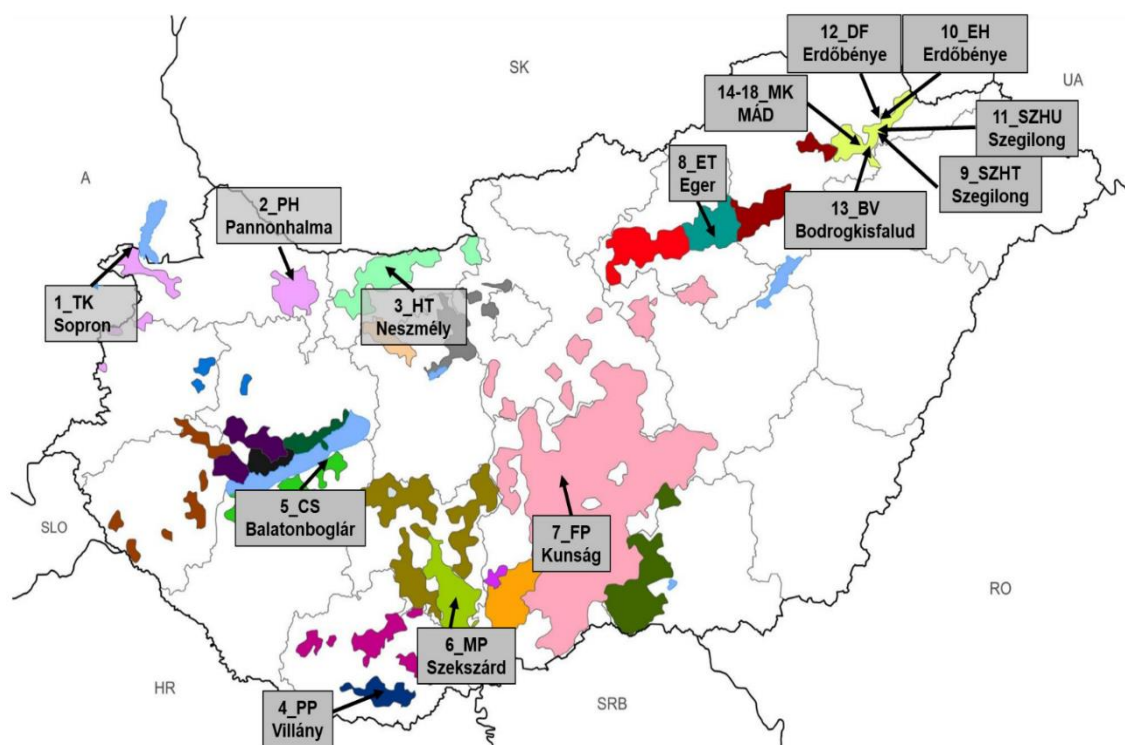 SK
UA
A
SLO
HR
SRB
RO
12_DF
Erdőbénye
10_EH
Erdőbénye
14-18_MK
MÁD
11_SZHU
Szegilong
8_ET
Eger
9_SZHT
Szegilong
13_BV
Bodrogkisfalud
2_PH
Pannonhalma
1_TK
Sopron
3_HT
Neszmély
5_CS
Balatonboglár
7_FP
Kunság
6_MP
Szekszárd
4_PP
Villány